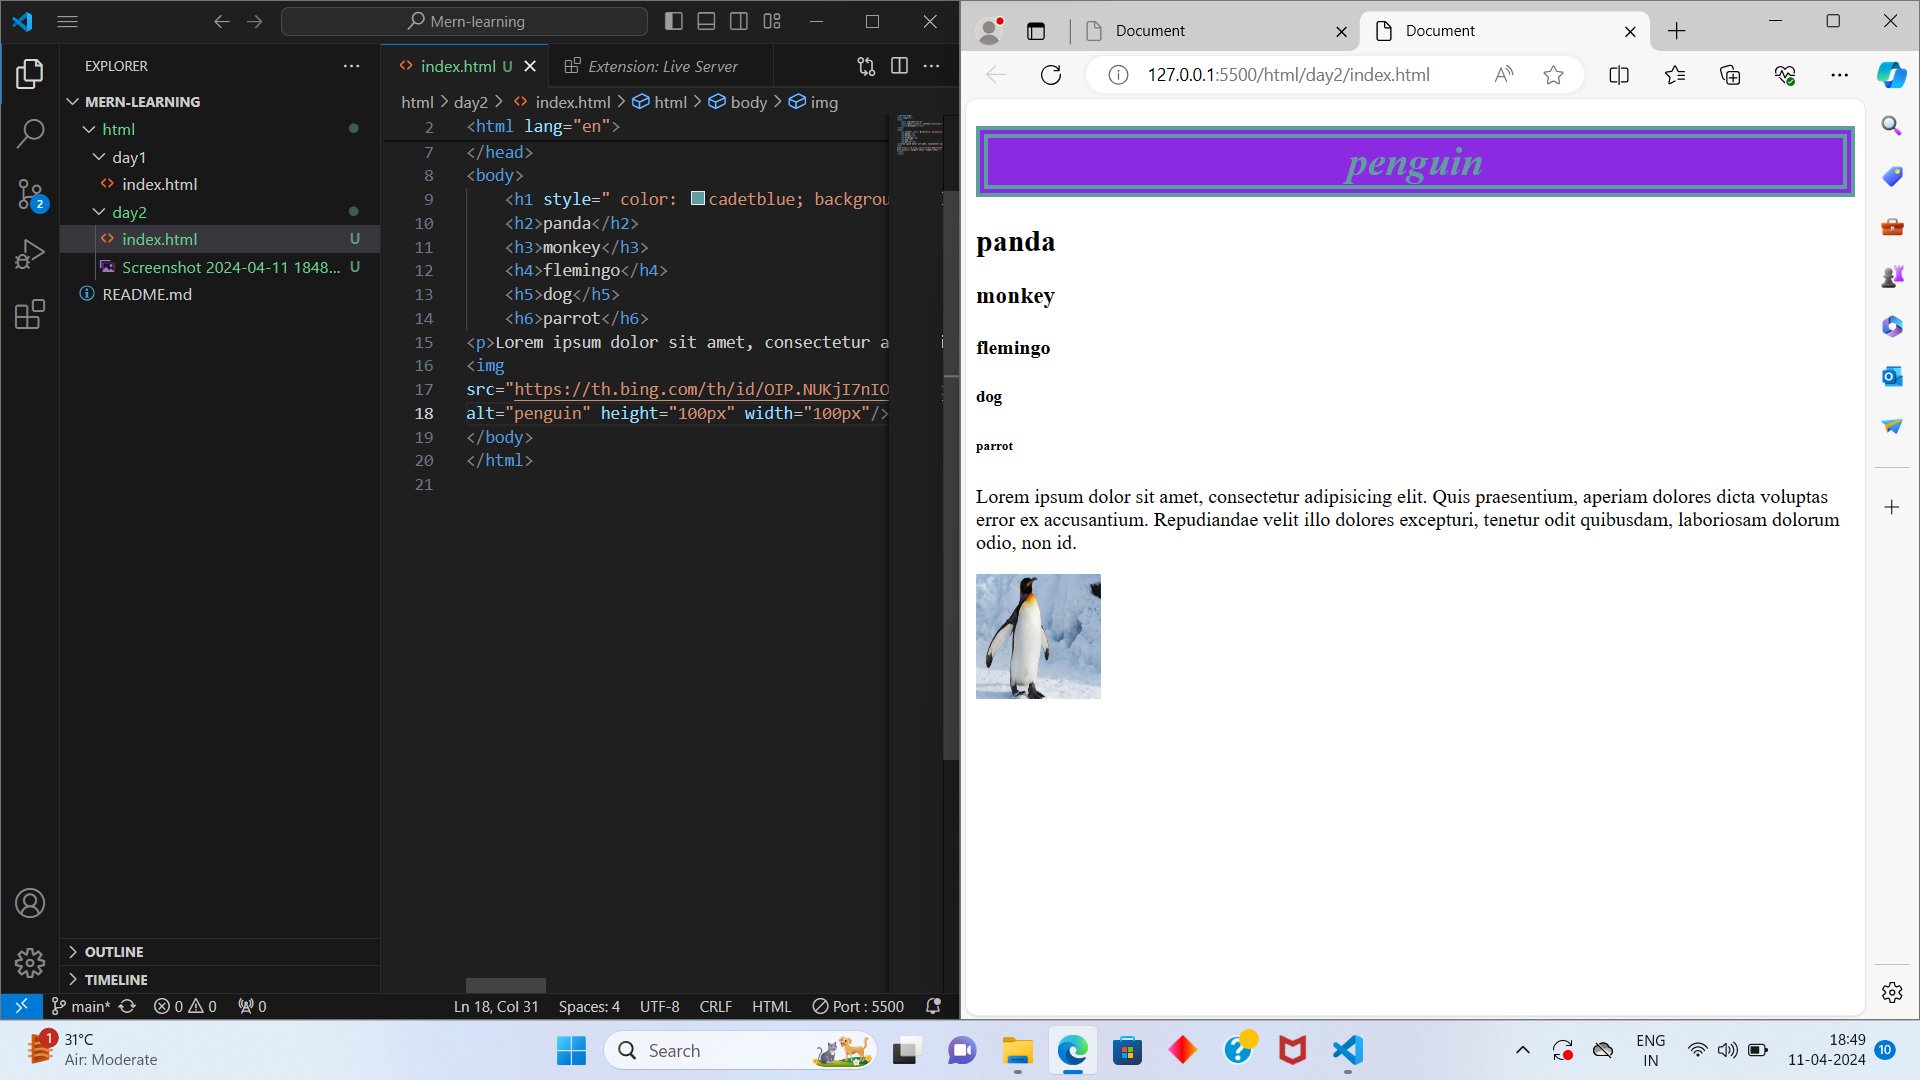 Mern-learning
EXPLORER
MERN-LEARNING
html
day1
index.html
day2
index.html U
Screenshot 2024-04-11 1848... U
README.md
OUTLINE
TIMELINE
index.html U
Extension: Live Server
html > day2 > index.html > html > body > img
2 <html lang="en">
7 </head>
8 <body>
9 <h1 style=" color: cadetblue; backgrou
10 <h2>panda</h2>
11 <h3>monkey</h3>
12 <h4>flemingo</h4>
13 <h5>dog</h5>
14 <h6>parrot</h6>
15 <p>Lorem ipsum dolor sit amet, consectetur a
16 <img
17 src="https://th.bing.com/th/id/OIP.NUKjI7nIO
18 alt="penguin" height="100px" width="100px"/>
19 </body>
20 </html>
21
2
main* 0 0 0 Ln 18, Col 31 Spaces: 4 UTF-8 CRLF HTML Port : 5500
Document
Document
127.0.0.1:5500/html/day2/index.html
penguin
panda
monkey
flemingo
dog
parrot
Lorem ipsum dolor sit amet, consectetur adipisicing elit. Quis praesentium, aperiam dolores dicta voluptas
error ex accusantium. Repudiandae velit illo dolores excepturi, tenetur odit quibusdam, laboriosam dolorum
odio, non id.
1
31°C
Air: Moderate
Search
ENG
IN
18:49
11-04-2024
10